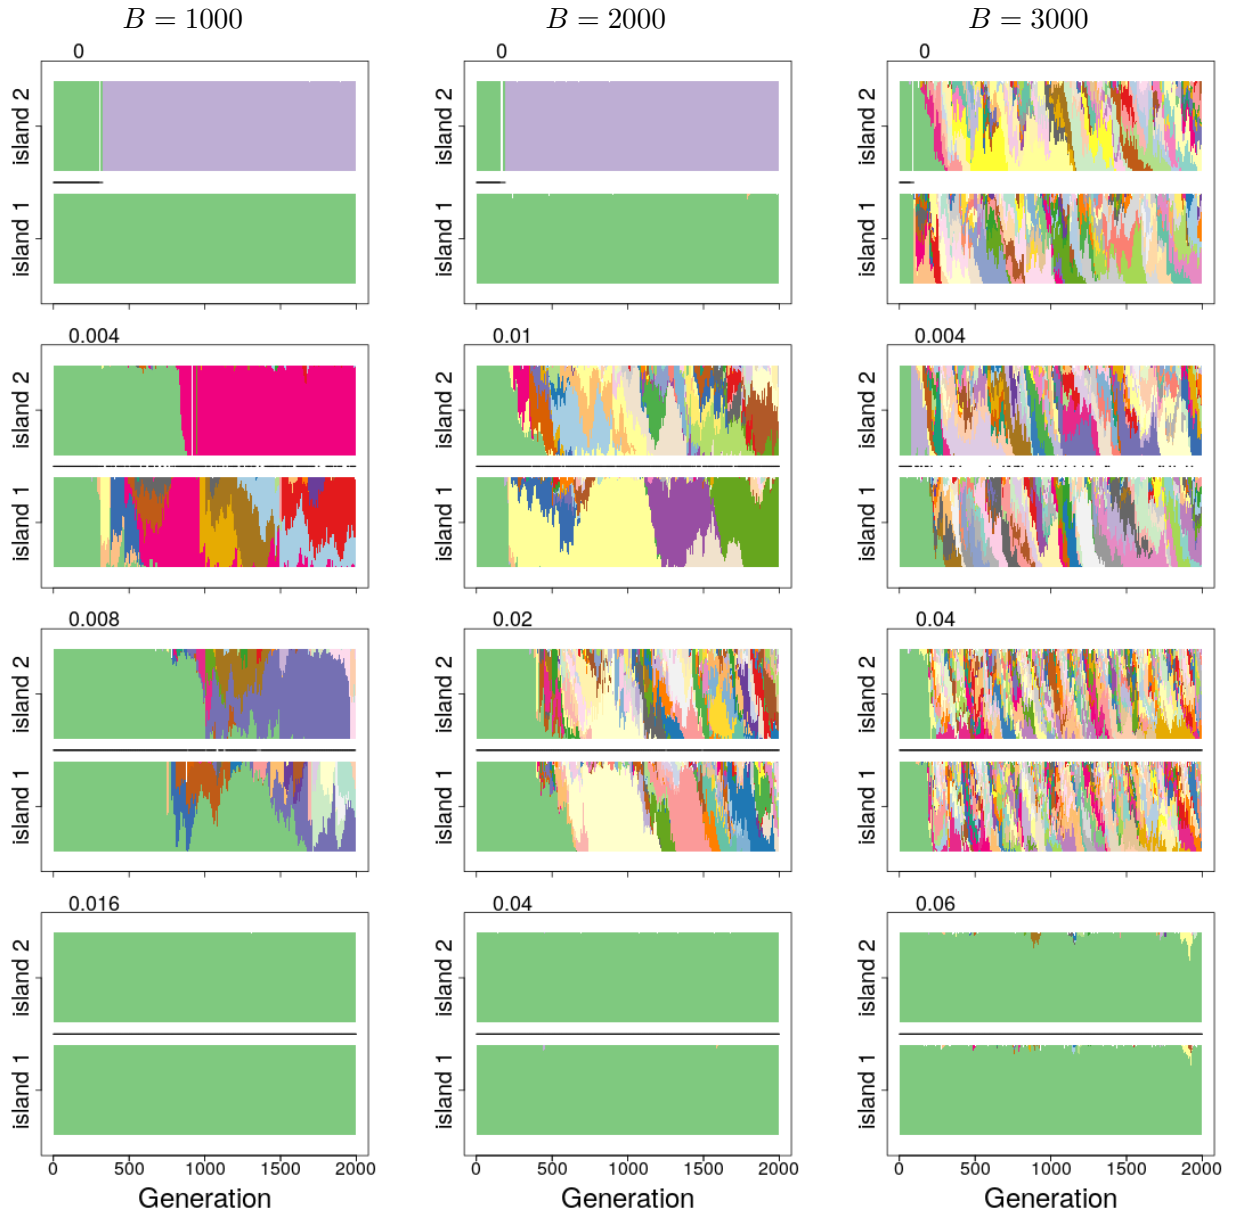 B = 1000 B = 2000 B = 3000
0 0 0
island 2 island 2 island 2
island 1 island 1 island 1
0.004 0.01 0.004
island 2 island 2 island 2
island 1 island 1 island 1
0.008 0.02 0.04
island 2 island 2 island 2
island 1 island 1 island 1
0.016 0.04 0.06
island 2 island 2 island 2
island 1 island 1 island 1
0 500 1000 1500 2000 0 500 1000 1500 2000 0 500 1000 1500 2000
Generation Generation Generation